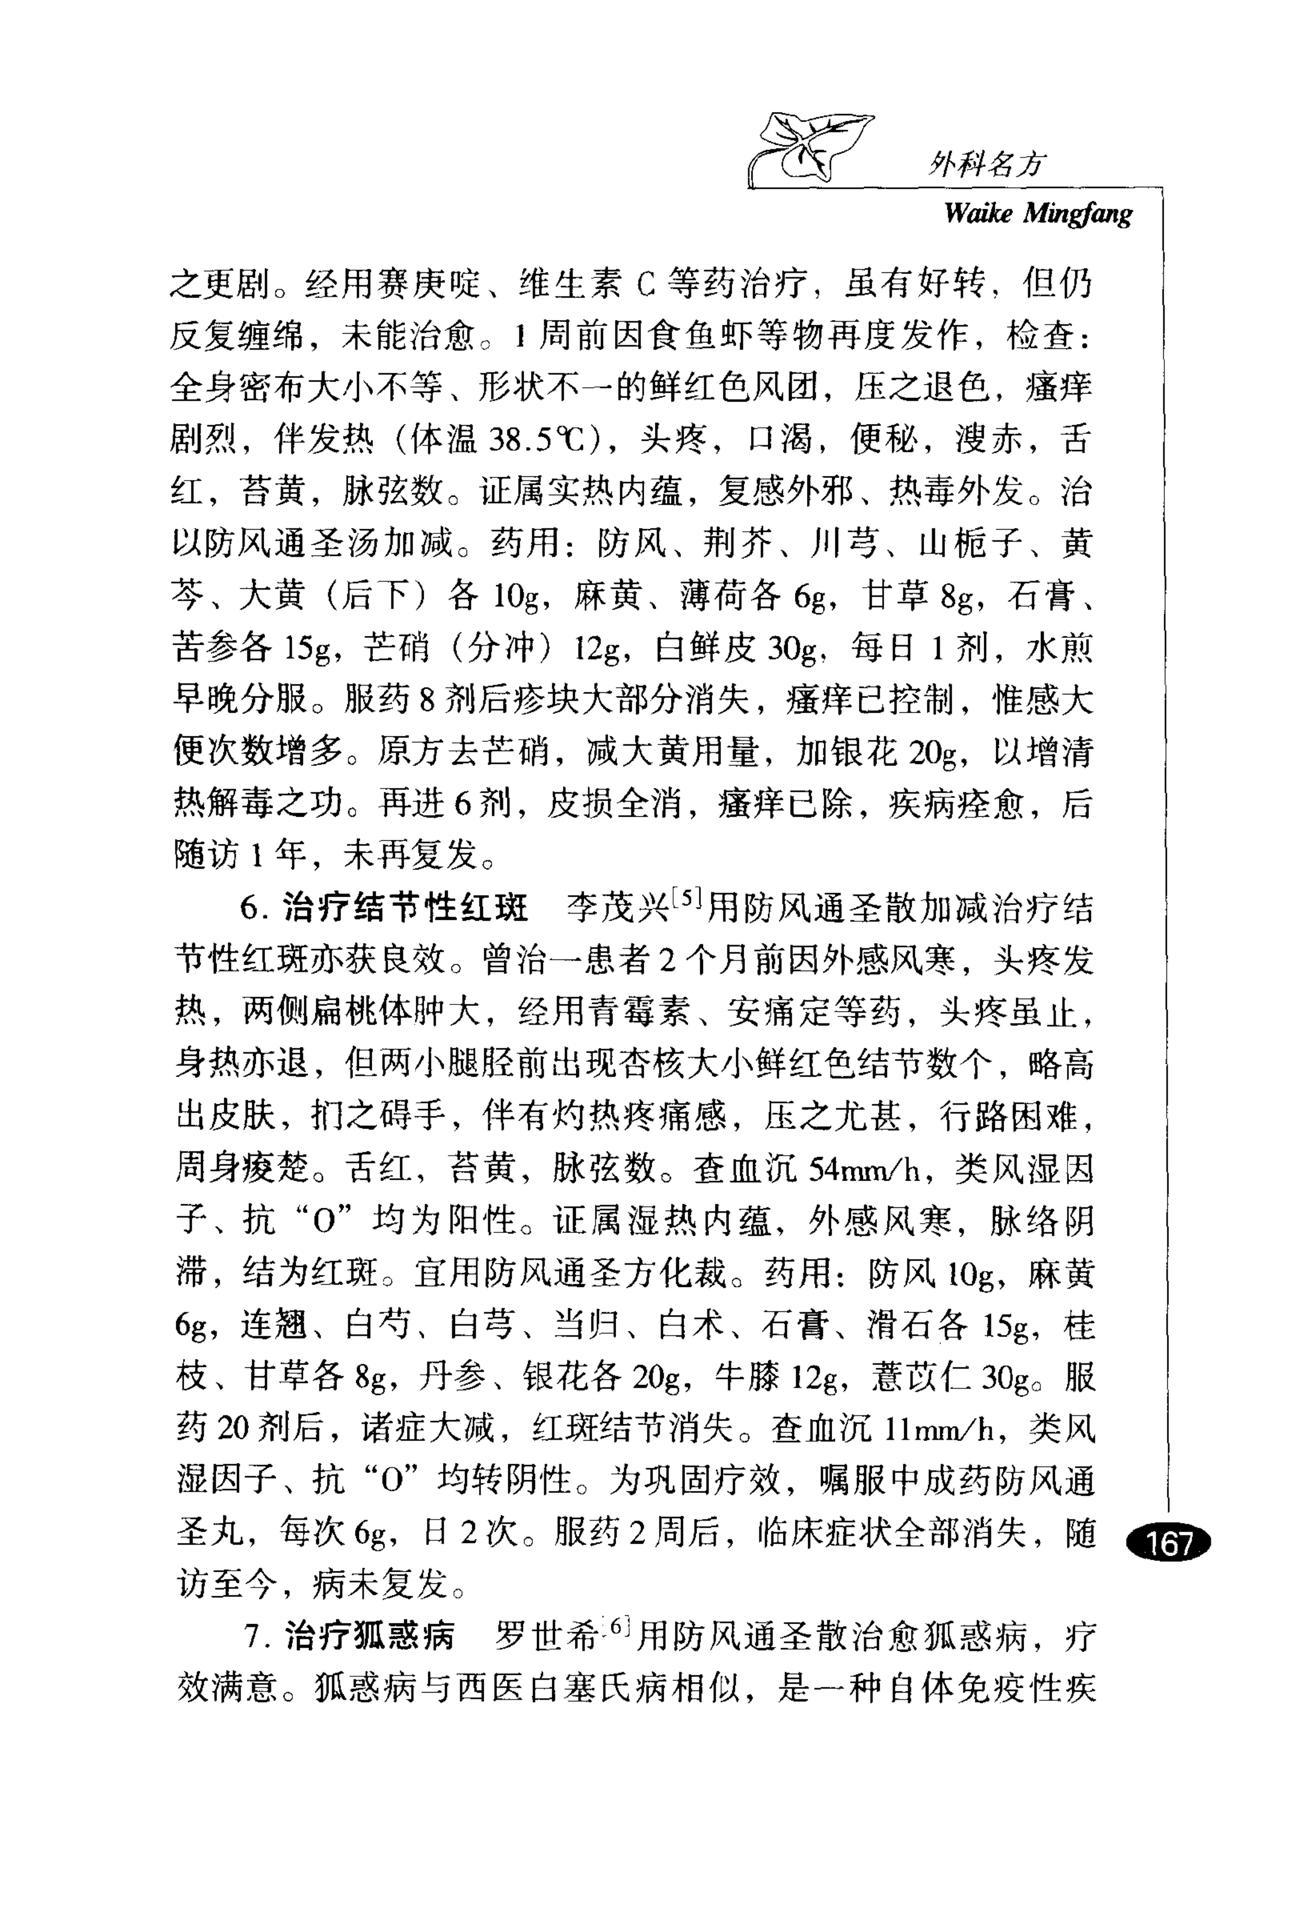 外科名方
Waike Mingfang
之更剧。经用赛庚啶、维生素 C 等药治疗，虽有好转，但仍
反复缠绵，未能治愈。1 周前因食鱼虾等物再度发作，检查：
全身密布大小不等、形状不一的鲜红色风团，压之退色，瘙痒
剧烈，伴发热（体温 38.5℃），头疼，口渴，便秘，溲赤，舌
红，苔黄，脉弦数。证属实热内蕴，复感外邪、热毒外发。治
以防风通圣汤加减。药用：防风、荆芥、川芎、山栀子、黄
芩、大黄（后下）各 10g，麻黄、薄荷各 6g，甘草 8g，石膏、
苦参各 15g，芒硝（分冲）12g，白鲜皮 30g，每日 1 剂，水煎
早晚分服。服药 8 剂后疹块大部分消失，瘙痒已控制，惟感大
便次数增多。原方去芒硝，减大黄用量，加银花 20g，以增清
热解毒之功。再进 6 剂，皮损全消，瘙痒已除，疾病痊愈，后
随访 1 年，未再复发。
6. 治疗结节性红斑 李茂兴[5]用防风通圣散加减治疗结
节性红斑亦获良效。曾治一患者 2 个月前因外感风寒，头疼发
热，两侧扁桃体肿大，经用青霉素、安痛定等药，头疼虽止，
身热亦退，但两小腿胫前出现杏核大小鲜红色结节数个，略高
出皮肤，扪之碍手，伴有灼热疼痛感，压之尤甚，行路困难，
周身痠楚。舌红，苔黄，脉弦数。查血沉 54mm/h，类风湿因
子、抗“O”均为阳性。证属湿热内蕴，外感风寒，脉络阴
滞，结为红斑。宜用防风通圣方化裁。药用：防风 10g，麻黄
6g，连翘、白芍、白芎、当归、白术、石膏、滑石各 15g，桂
枝、甘草各 8g，丹参、银花各 20g，牛膝 12g，薏苡仁 30g。服
药 20 剂后，诸症大减，红斑结节消失。查血沉 11mm/h，类风
湿因子、抗“O”均转阴性。为巩固疗效，嘱服中成药防风通
圣丸，每次 6g，日 2 次。服药 2 周后，临床症状全部消失，随
访至今，病未复发。
7. 治疗狐惑病 罗世希[6]用防风通圣散治愈狐惑病，疗
效满意。狐惑病与西医白塞氏病相似，是一种自体免疫性疾
167